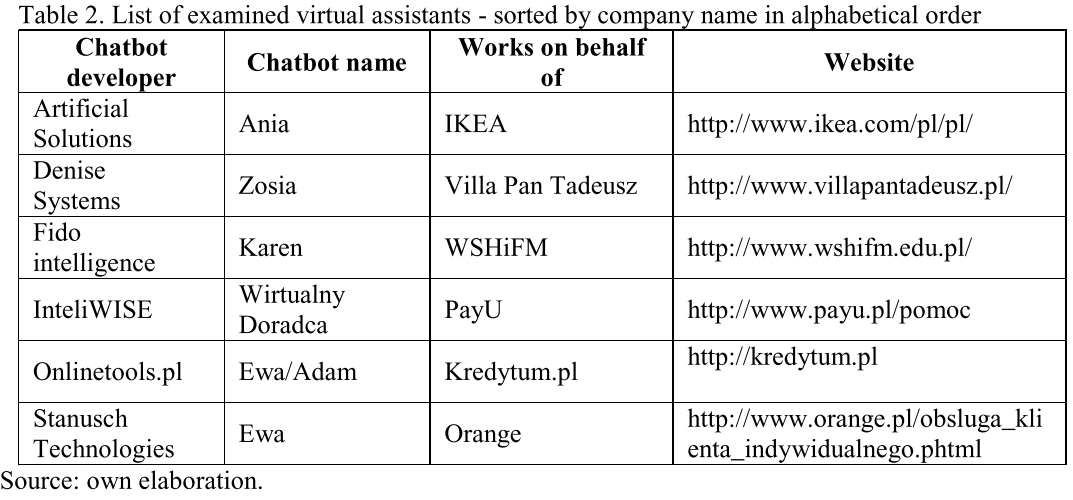 Table 2. List of examined virtual assistants - sorted by company name in alphabetical order
Chatbot developer
Chatbot name
Works on behalf of
Website
Artificial Solutions
Ania
IKEA
http://www.ikea.com/pl/pl/
Denise Systems
Zosia
Villa Pan Tadeusz
http://www.villapantadeusz.pl/
Fido intelligence
Karen
WSHiFM
http://www.wshifm.edu.pl/
InteliWISE
Wirtualny Doradca
PayU
http://www.payu.pl/pomoc
Onlinetools.pl
Ewa/Adam
Kredytum.pl
http://kredytum.pl
Stanusch Technologies
Ewa
Orange
http://www.orange.pl/obsluga_kli
enta_indywidualnego.phtml
Source: own elaboration.